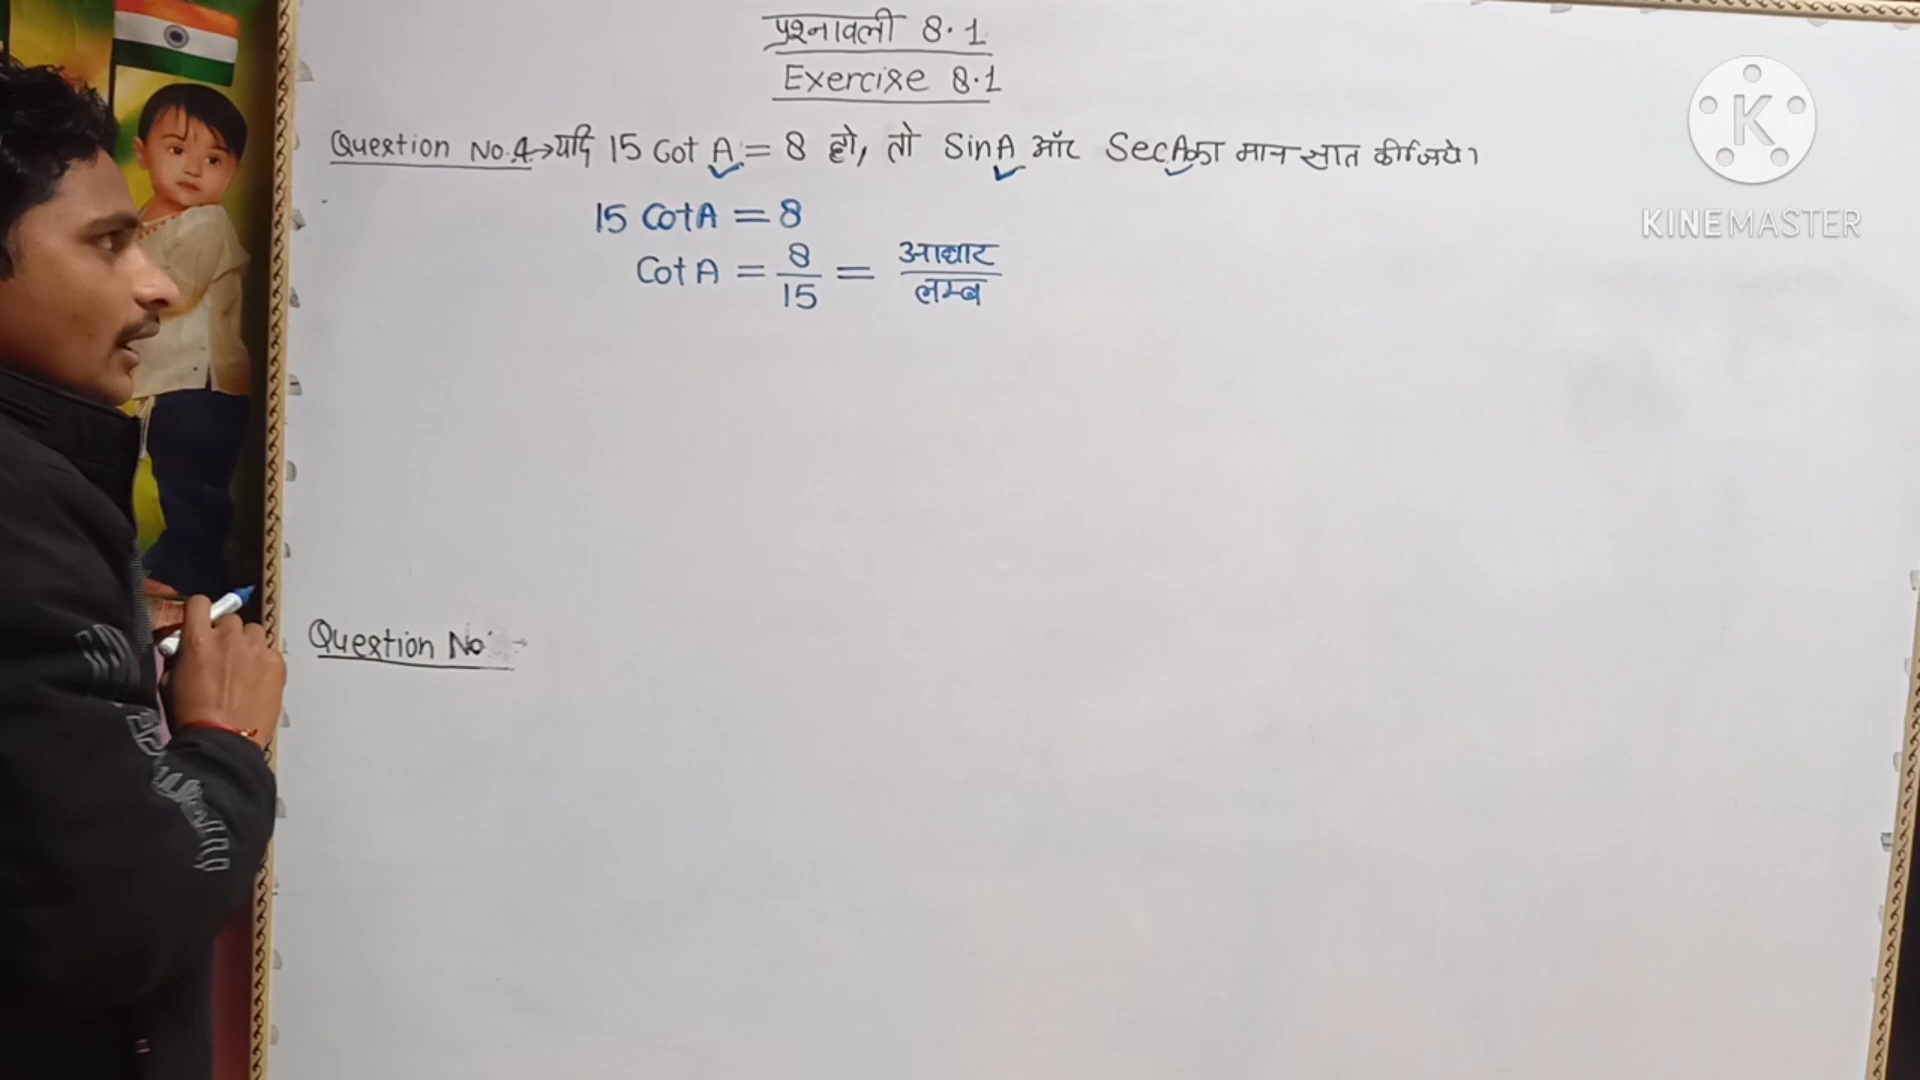 प्रश्नावली 8.1
Exercise 8.1
Question No.4→यदि 15 Cot A = 8 हो, तो SinA और SecA का मान ज्ञात कीजिये।
15 CotA = 8
Cot A = 8/15 = आधार/लम्ब
Question No:→
K
KINEMASTER